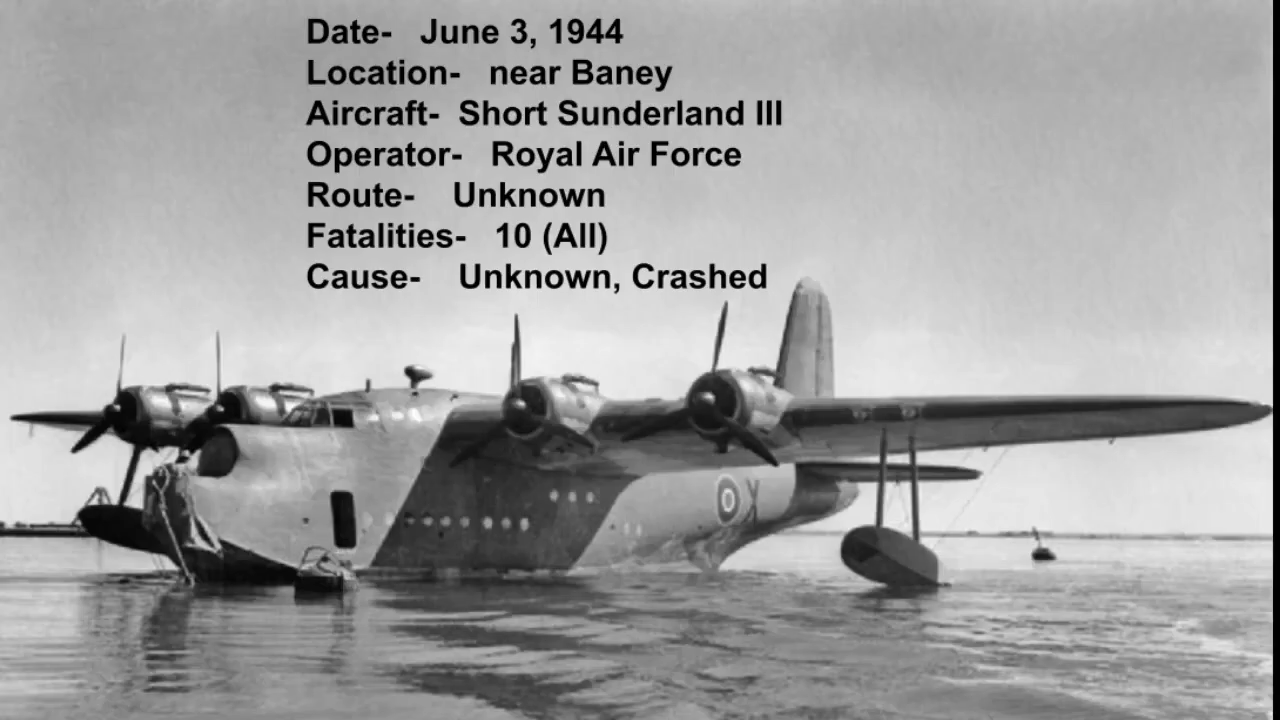 Date- June 3, 1944
Location- near Baney
Aircraft- Short Sunderland III
Operator- Royal Air Force
Route- Unknown
Fatalities- 10 (All)
Cause- Unknown, Crashed
X